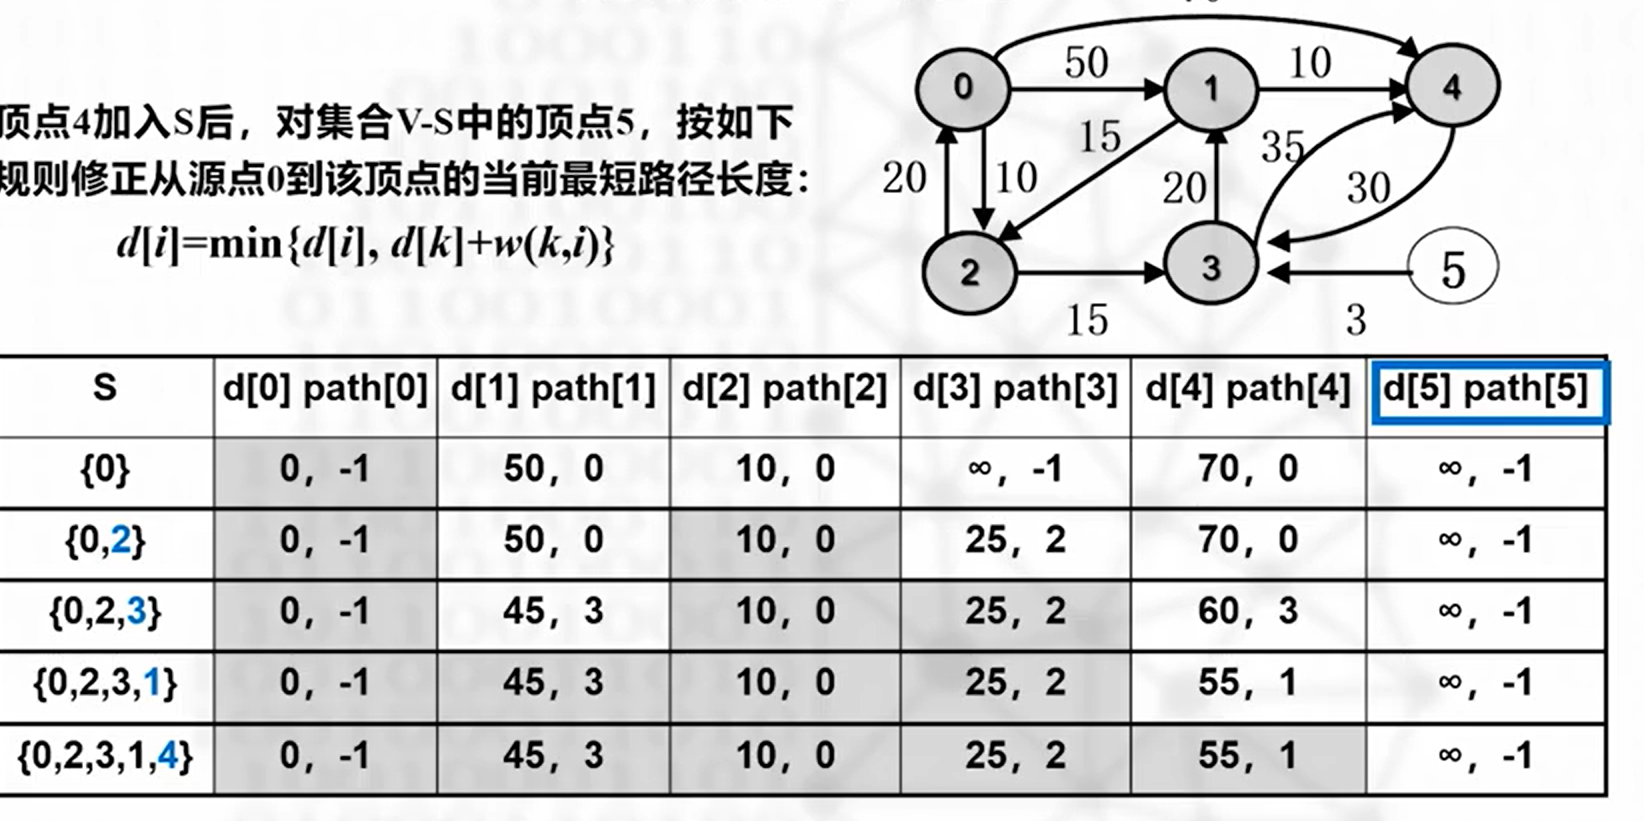 0
50
1
10
4
顶点4加入S后，对集合V-S中的顶点5，按如下
规则修正从源点0到该顶点的当前最短路径长度：
d[i]=min{d[i], d[k]+w(k,i)}
15
35
20
10
20
30
2
3
5
15
3
S d[0] path[0] d[1] path[1] d[2] path[2] d[3] path[3] d[4] path[4] d[5] path[5]
{0} 0, -1 50, 0 10, 0 ∞, -1 70, 0 ∞, -1
{0,2} 0, -1 50, 0 10, 0 25, 2 70, 0 ∞, -1
{0,2,3} 0, -1 45, 3 10, 0 25, 2 60, 3 ∞, -1
{0,2,3,1} 0, -1 45, 3 10, 0 25, 2 55, 1 ∞, -1
{0,2,3,1,4} 0, -1 45, 3 10, 0 25, 2 55, 1 ∞, -1